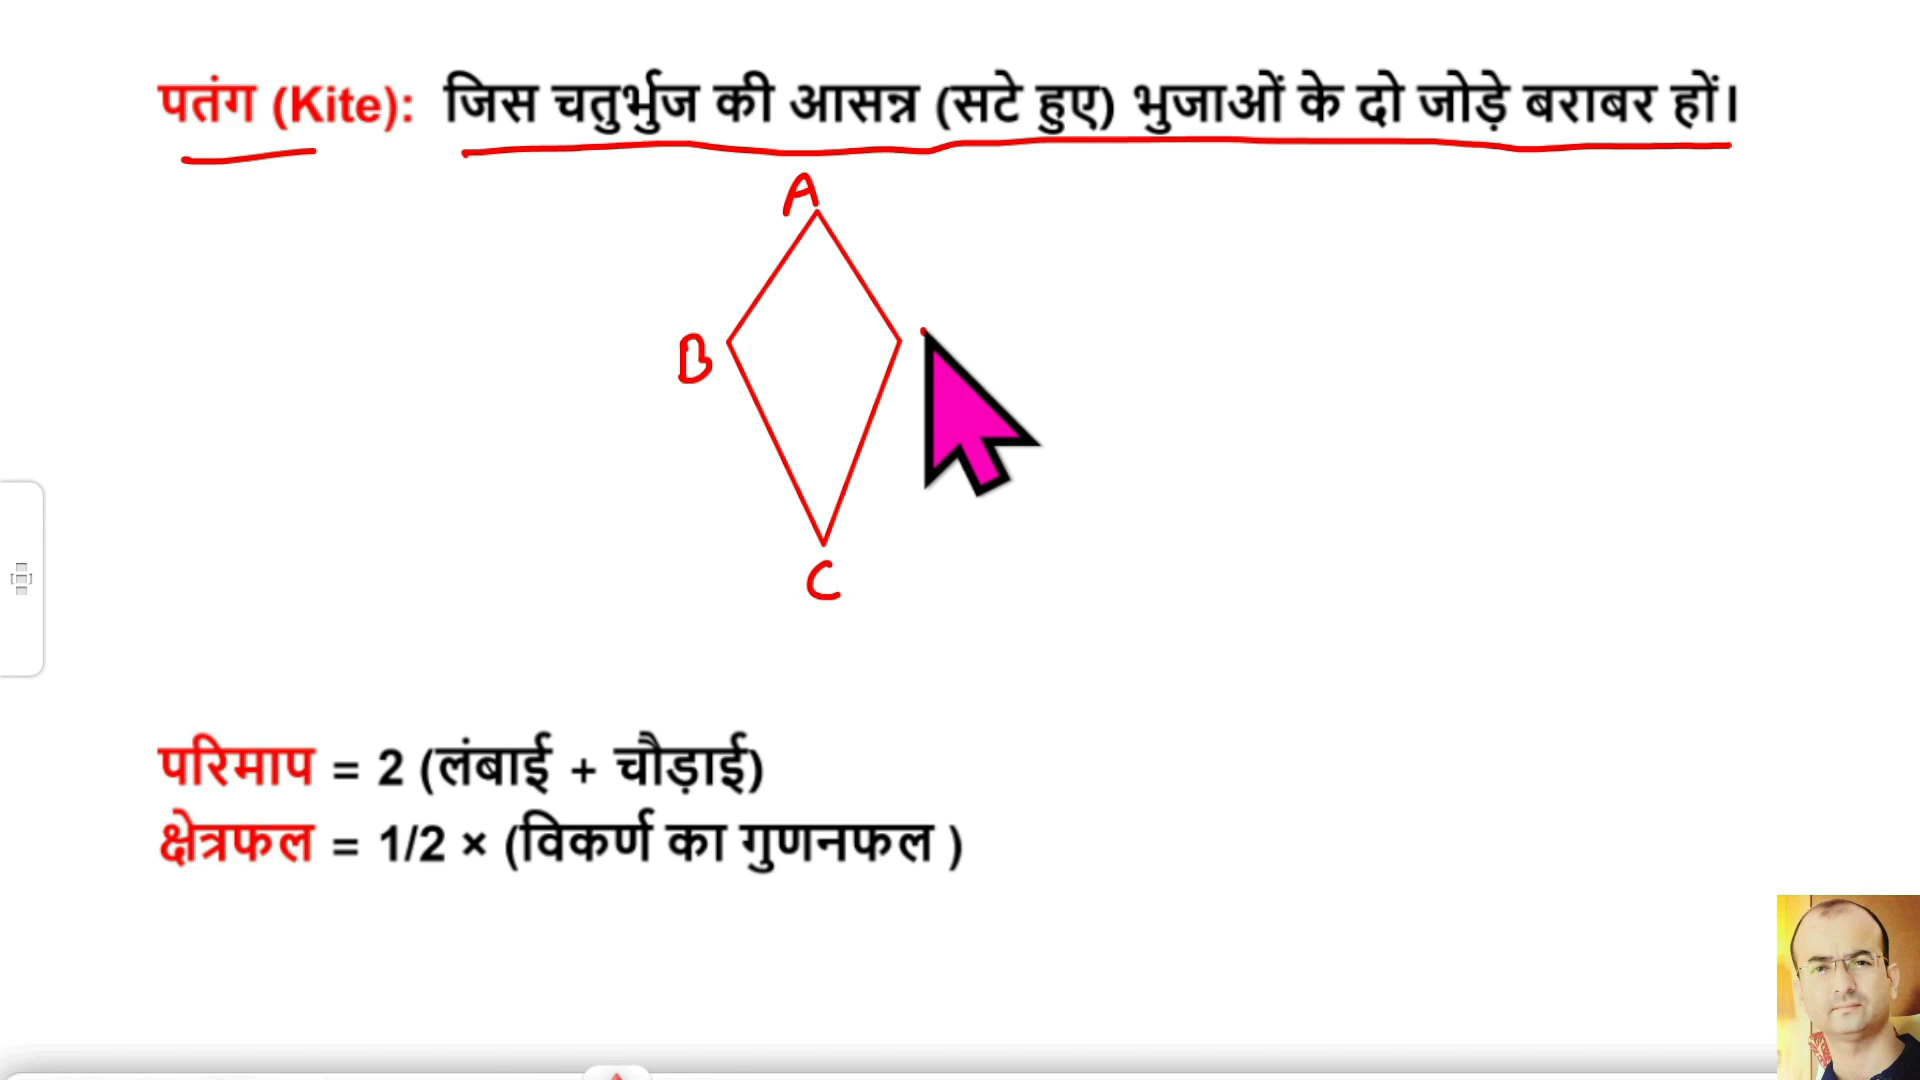 पतंग (Kite): जिस चतुर्भुज की आसन्न (सटे हुए) भुजाओं के दो जोड़े बराबर हों।
A
B
C
परिमाप = 2 (लंबाई + चौड़ाई)
क्षेत्रफल = 1/2 × (विकर्ण का गुणनफल )